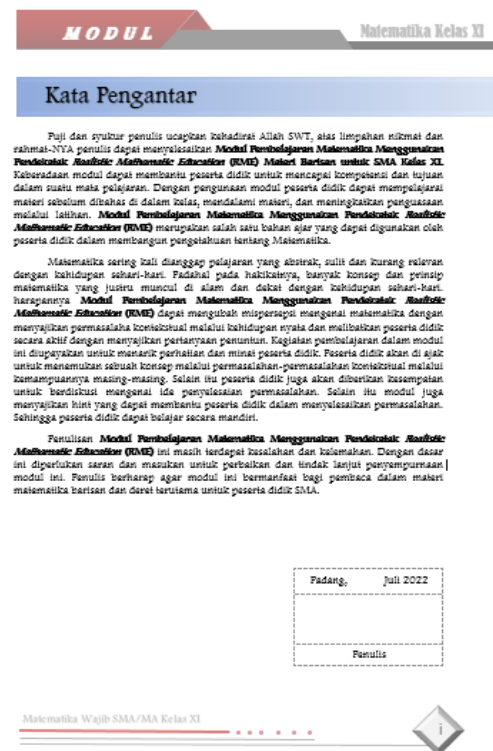 MODUL
Matematika Kelas XI
Kata Pengantar
Puji dan syukur penulis ucapkan kehadirat Allah SWT, atas limpahan nikmat dan
rahmat-NYA penulis dapat menyelesaikan Modul Pembelajaran Matematika Menggunakan
Pendekatak Realistic Mathematic Education (RME) Materi Barisan untuk SMA Kelas XI.
Keberadaan modul dapat membantu peserta didik untuk mencapai kompetensi dan tujuan
dalam suatu mata pelajaran. Dengan pengunaan modul peserta didik dapat mempelajarai
materi sebelum dibahas di dalam kelas, mendalami materi, dan meningkatkan penguasaan
melalui latihan. Modul Pembelajaran Matematika Menggunakan Pendekatak Realistic
Mathematic Education (RME) merupakan salah satu bahan ajar yang dapat digunakan oleh
peserta didik dalam membangun pengetahuan tentang Matematika.
Matematika sering kali dianggap pelajaran yang abstrak, sulit dan kurang relevan
dengan kehidupan sehari-hari. Padahal pada hakikatnya, banyak konsep dan prinsip
matematika yang justru muncul di alam dan dekat dengan kehidupan sehari-hari.
harapannya Modul Pembelajaran Matematika Menggunakan Pendekatak Realistic
Mathematic Education (RME) dapat mengubah mispersepsi mengenai matematika dengan
menyajikan permasalaha kontekstual melalui kehidupan nyata dan melibatkan peserta didik
secara aktif dengan menyajikan pertanyaan penuntun. Kegiatan pembelajaran dalam modul
ini diupayakan untuk menarik perhatian dan minat peserta didik. Peserta didik akan di ajak
untuk menemukan sebuah konsep melalui permasalahan-permasalahan kontekstual melalui
kemampuannya masing-masing. Selain itu peserta didik juga akan diberikan kesempatan
untuk berdiskusi mengenai ide penyelesaian permasalahan. Selain itu modul juga
menyajikan hint yang dapat membantu peserta didik dalam menyelesaikan permasalahan.
Sehingga peserta didik dapat belajar secara mandiri.
Penulisan Modul Pembelajaran Matematika Menggunakan Pendekatak Realistic
Mathematic Education (RME) ini masih terdapat kesalahan dan kelemahan. Dengan dasar
ini diperlukan saran dan masukan untuk perbaikan dan tindak lanjut penyempurnaan
modul ini. Penulis berharap agar modul ini bermanfaat bagi pembaca dalam materi
matematika barisan dan deret terutama untuk peserta didik SMA.
Padang, Juli 2022
Penulis
Matematika Wajib SMA/MA Kelas XI
i